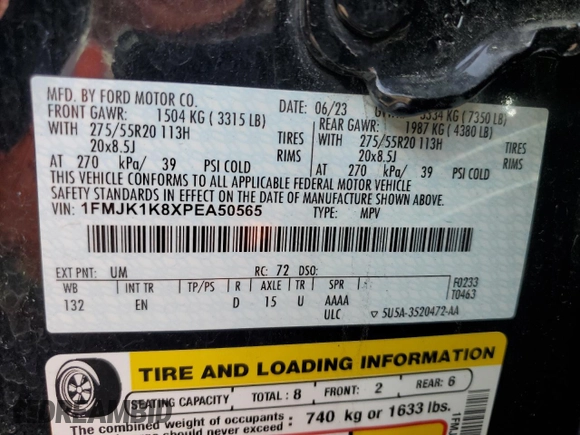 MFD. BY FORD MOTOR CO.
DATE: 06/23 3334 KG (7350 LB)
FRONT GAWR: 1504 KG (3315 LB) REAR GAWR: 1987 KG (4380 LB)
WITH 275/55R20 113H TIRES WITH 275/55R20 113H TIRES
20x8.5J RIMS 20x8.5J RIMS
AT 270 kPa/ 39 PSI COLD AT 270 kPa/ 39 PSI COLD
THIS VEHICLE CONFORMS TO ALL APPLICABLE FEDERAL MOTOR VEHICLE
SAFETY STANDARDS IN EFFECT ON THE DATE OF MANUFACTURE SHOWN ABOVE.
VIN: 1FMJK1K8XPEA50565 TYPE: MPV
EXT PNT: UM RC: 72 DSO:
WB INT TR TP/PS R AXLE TR SPR F0233
132 EN D 15 U AAAA T0463
ULC 5U5A-3520472-AA
TIRE AND LOADING INFORMATION
SEATING CAPACITY TOTAL: 8 FRONT: 2 REAR: 6
The combined weight of occupants : 740 kg or 1633 lbs.
never exceed :
1FMJ
DREAMBID